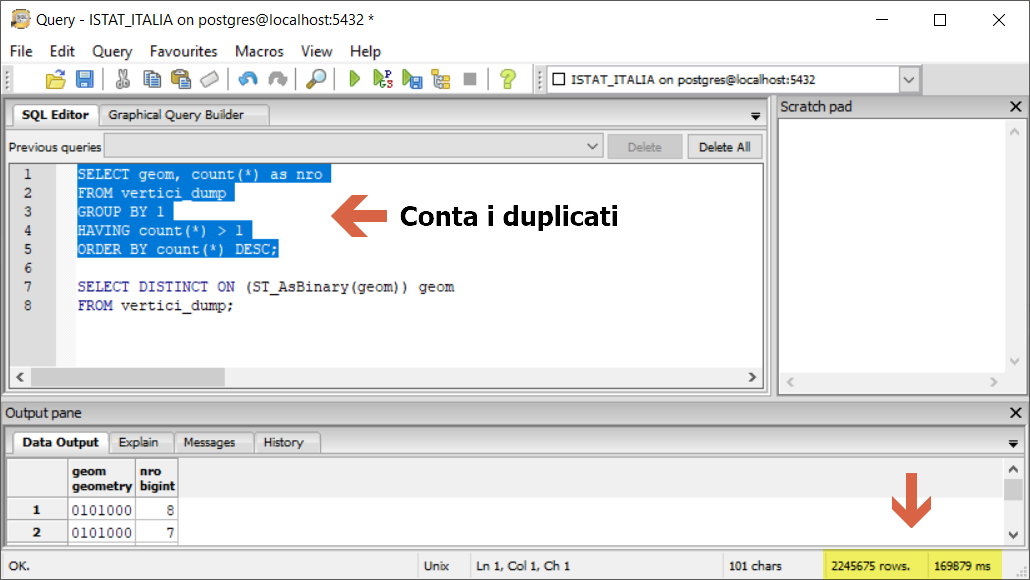 Query - ISTAT_ITALIA on postgres@localhost:5432 *
File Edit Query Favourites Macros View Help
ISTAT_ITALIA on postgres@localhost:5432
SQL Editor Graphical Query Builder
Scratch pad
Previous queries Delete Delete All
1 SELECT geom, count(*) as nro
2 FROM vertici_dump
3 GROUP BY 1
4 HAVING count(*) > 1
5 ORDER BY count(*) DESC;
6
7 SELECT DISTINCT ON (ST_AsBinary(geom)) geom
8 FROM vertici_dump;
Conta i duplicati
Output pane
Data Output Explain Messages History
geom nro
geometry bigint
1 0101000 8
2 0101000 7
OK. Unix Ln 1, Col 1, Ch 1 101 chars 2245675 rows. 169879 ms